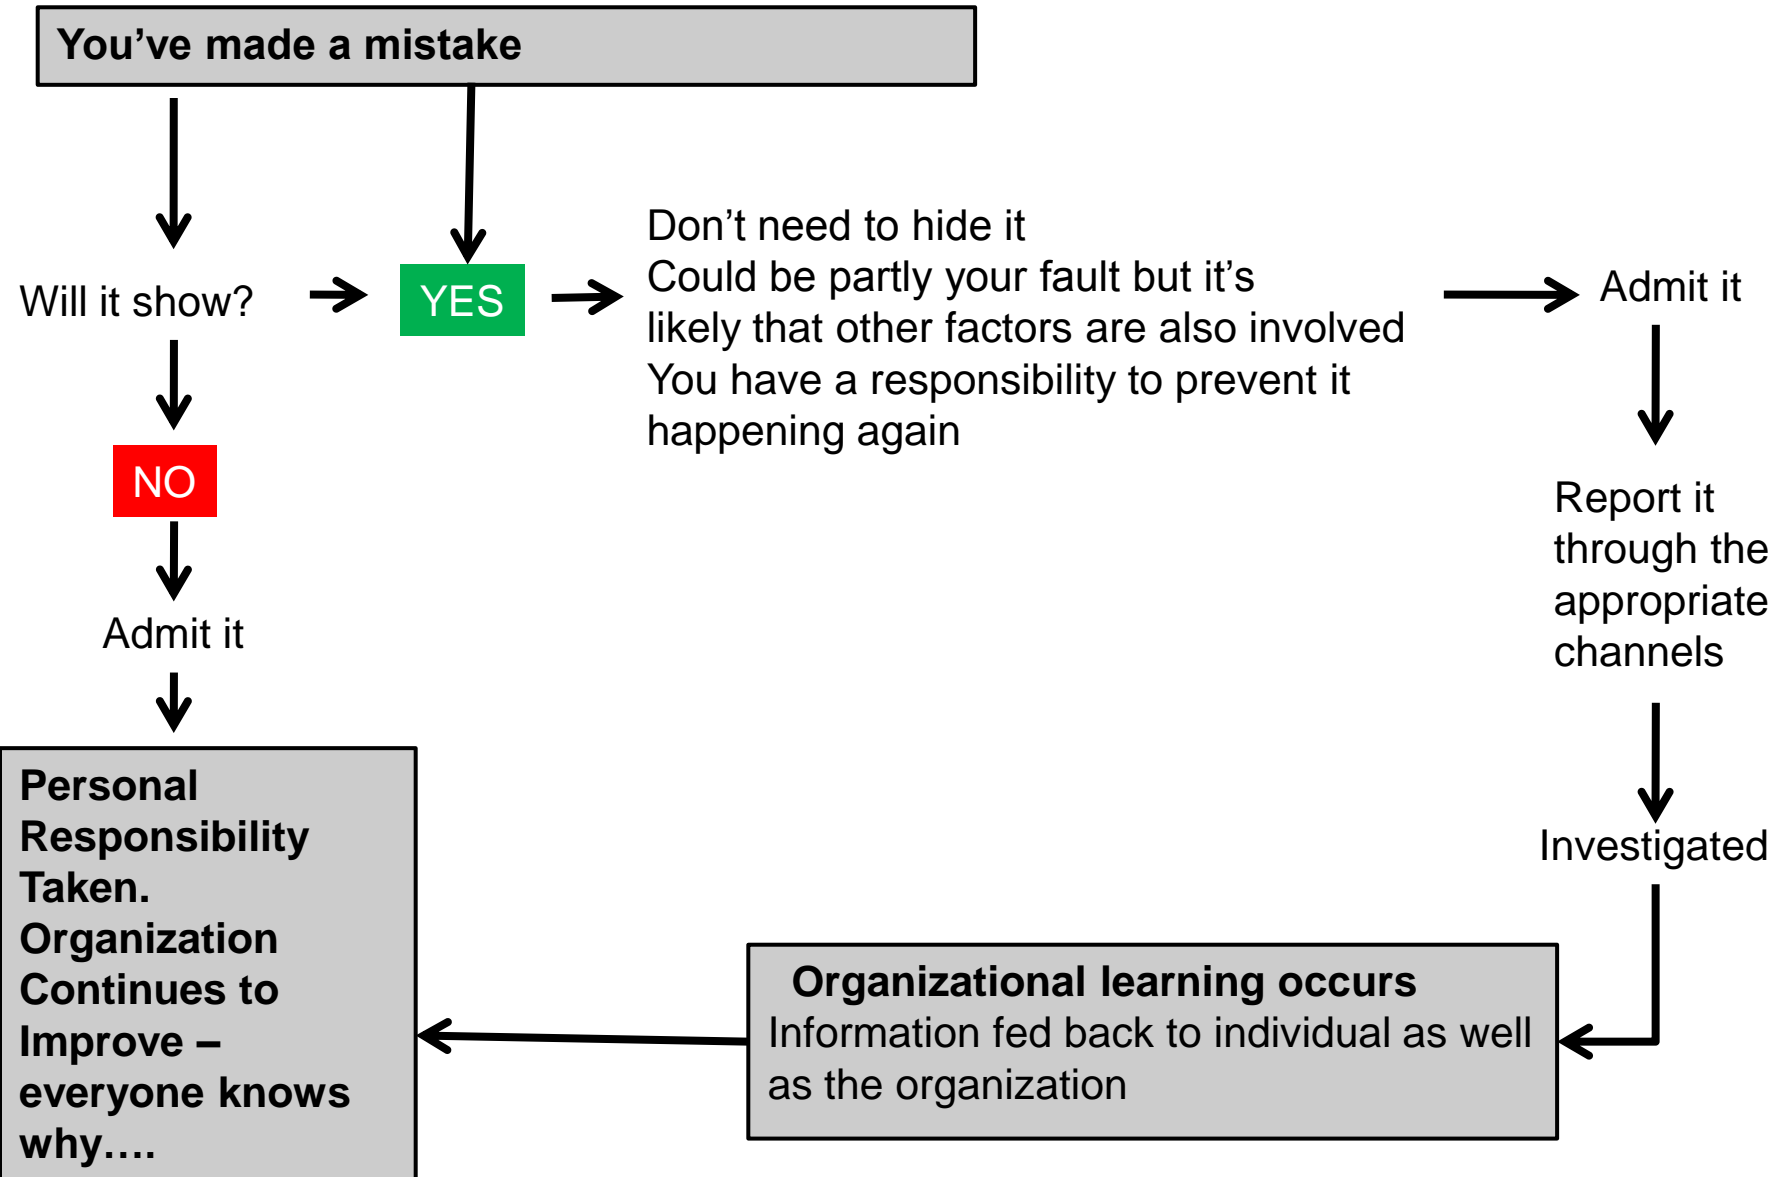 You’ve made a mistake
Will it show?
YES
Don’t need to hide it
Could be partly your fault but it’s
likely that other factors are also involved
You have a responsibility to prevent it
happening again
Admit it
NO
Report it
through the
appropriate
channels
Admit it
Investigated
Personal
Responsibility
Taken.
Organization
Continues to
Improve –
everyone knows
why….
Organizational learning occurs
Information fed back to individual as well
as the organization